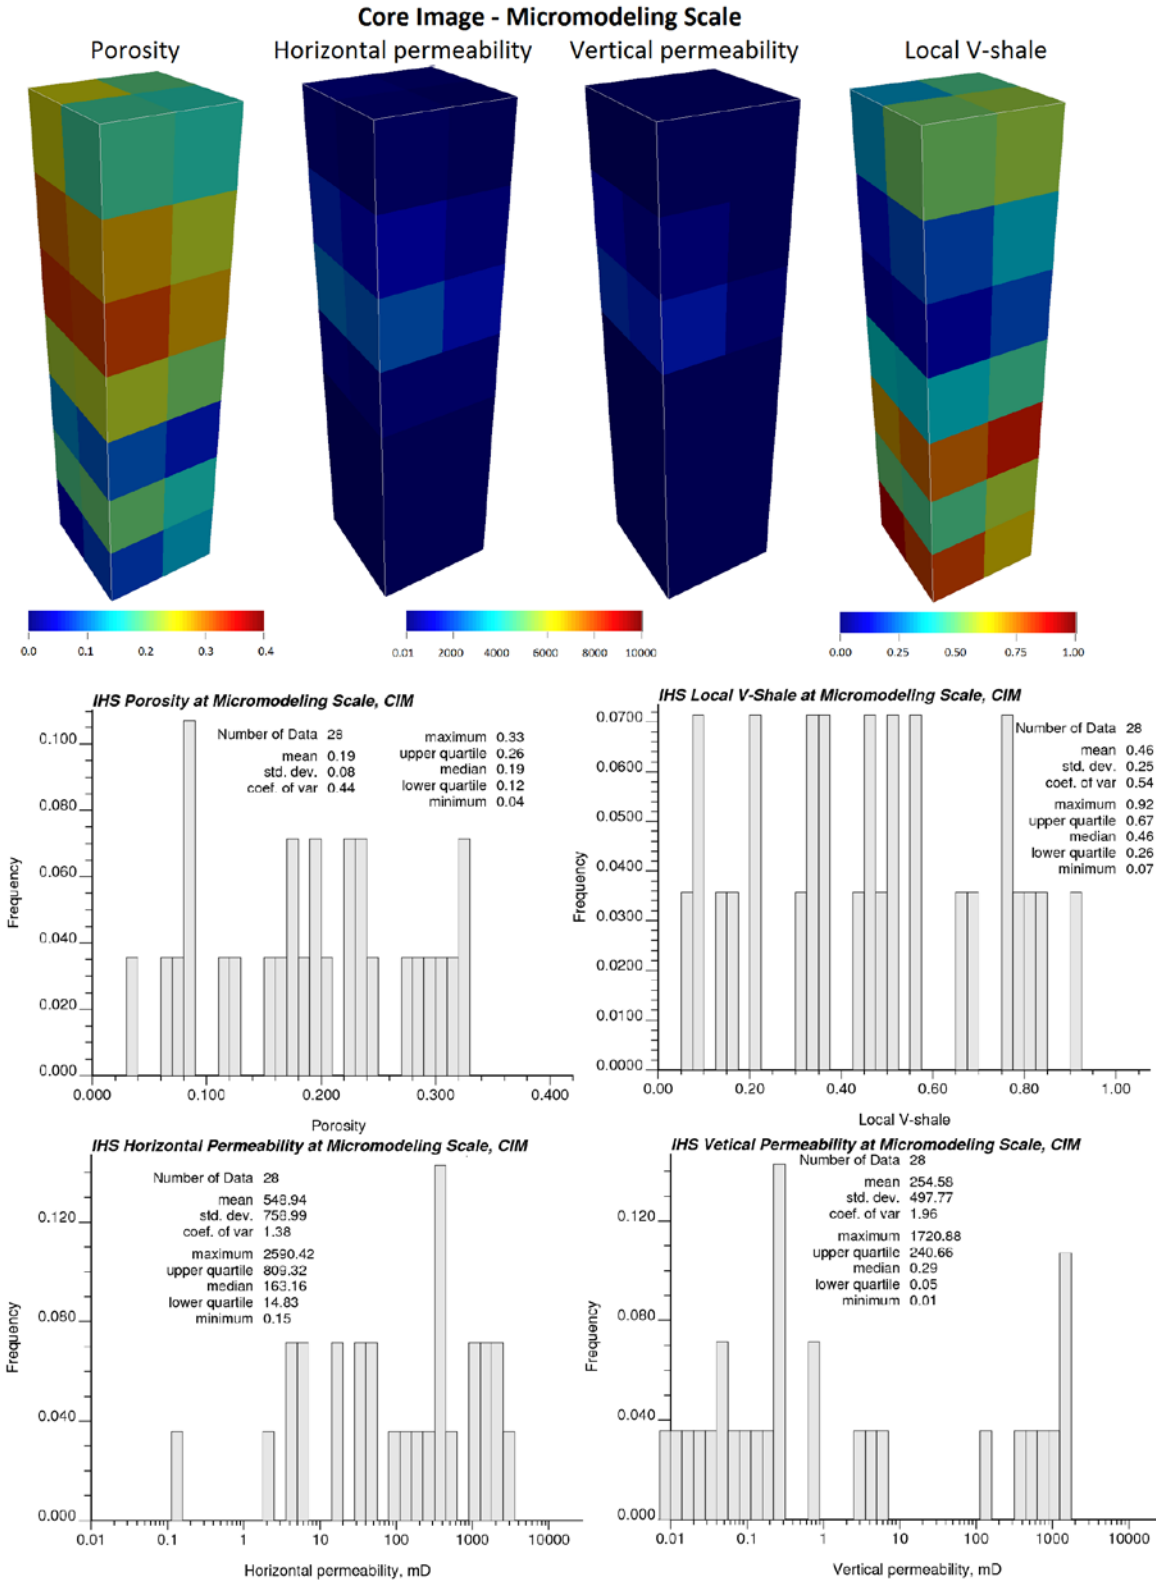 Core Image - Micromodeling Scale
Porosity Horizontal permeability Vertical permeability Local V-shale
0.0 0.1 0.2 0.3 0.4
0.01 2000 4000 6000 8000 10000
0.00 0.25 0.50 0.75 1.00
IHS Porosity at Micromodeling Scale, CIM
Number of Data 28
mean 0.19
std. dev. 0.08
coef. of var 0.44
maximum 0.33
upper quartile 0.26
median 0.19
lower quartile 0.12
minimum 0.04
Frequency
0.100
0.080
0.060
0.040
0.020
0.000
0.000 0.100 0.200 0.300 0.400
Porosity
IHS Local V-Shale at Micromodeling Scale, CIM
Number of Data 28
mean 0.46
std. dev. 0.25
coef. of var 0.54
maximum 0.92
upper quartile 0.67
median 0.46
lower quartile 0.26
minimum 0.07
Frequency
0.0700
0.0600
0.0500
0.0400
0.0300
0.0200
0.0100
0.0000
0.00 0.20 0.40 0.60 0.80 1.00
Local V-shale
IHS Horizontal Permeability at Micromodeling Scale, CIM
Number of Data 28
mean 548.94
std. dev. 758.99
coef. of var 1.38
maximum 2590.42
upper quartile 809.32
median 163.16
lower quartile 14.83
minimum 0.15
Frequency
0.120
0.080
0.040
0.000
0.01 0.1 1 10 100 1000 10000
Horizontal permeability, mD
IHS Vetical Permeability at Micromodeling Scale, CIM
Number of Data 28
mean 254.58
std. dev. 497.77
coef. of var 1.96
maximum 1720.88
upper quartile 240.66
median 0.29
lower quartile 0.05
minimum 0.01
Frequency
0.120
0.080
0.040
0.000
0.01 0.1 1 10 100 1000 10000
Vertical permeability, mD